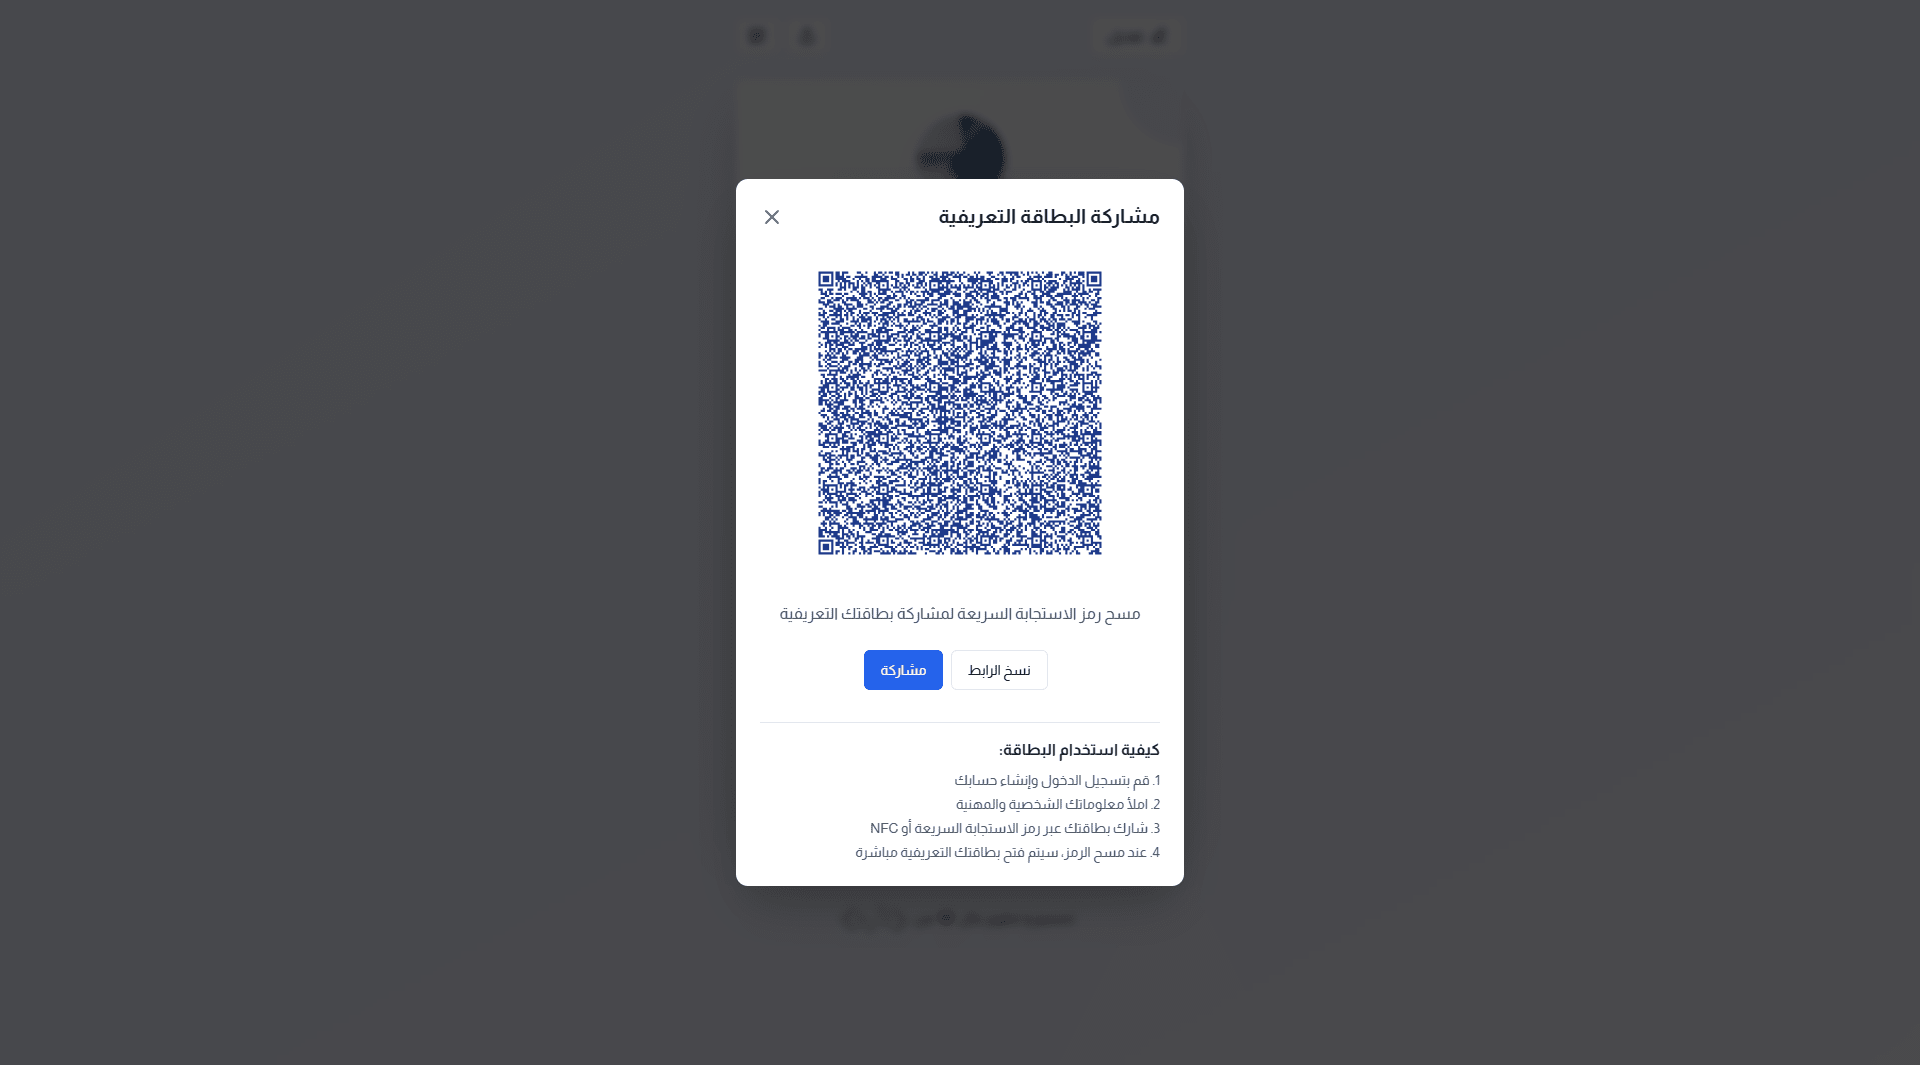 مشاركة البطاقة التعريفية
مسح رمز الاستجابة السريعة لمشاركة بطاقتك التعريفية
نسخ الرابط
مشاركة
كيفية استخدام البطاقة:
1. قم بتسجيل الدخول وإنشاء حسابك
2. املأ معلوماتك الشخصية والمهنية
3. شارك بطاقتك عبر رمز الاستجابة السريعة أو NFC
4. عند مسح الرمز، سيتم فتح بطاقتك التعريفية مباشرة